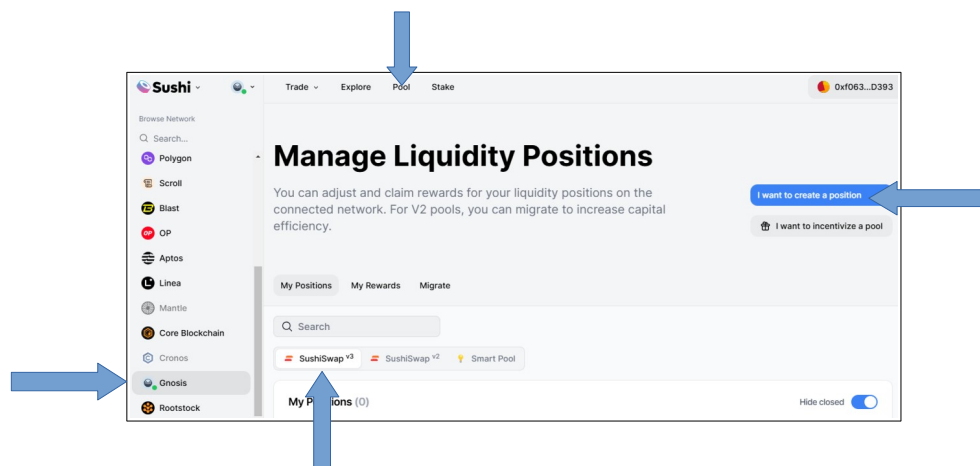 Sushi
Trade
Explore
Pool
Stake
0xf063...D393
Browse Network
Search...
Polygon
Scroll
Blast
OP
Aptos
Linea
Mantle
Core Blockchain
Cronos
Gnosis
Rootstock
Manage Liquidity Positions
You can adjust and claim rewards for your liquidity positions on the
connected network. For V2 pools, you can migrate to increase capital
efficiency.
I want to create a position
I want to incentivize a pool
My Positions
My Rewards
Migrate
Search
SushiSwap v3
SushiSwap v2
Smart Pool
My Positions (0)
Hide closed